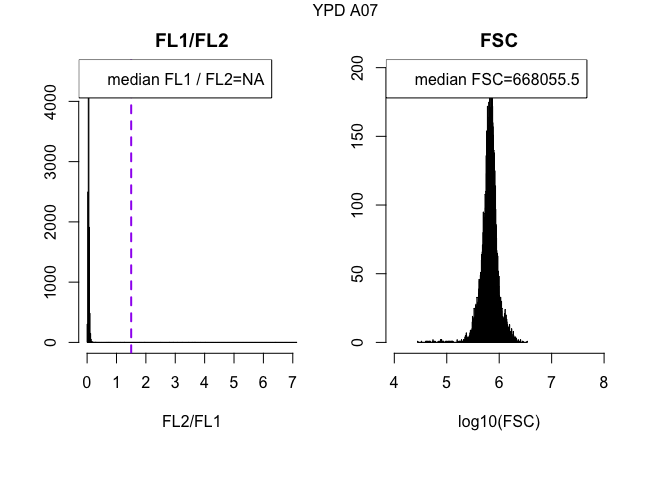 YPD A07
FL1/FL2
median FL1 / FL2=NA
0 1000 2000 3000 4000
0 1 2 3 4 5 6 7
FL2/FL1
FSC
median FSC=668055.5
0 50 100 150 200
4 5 6 7 8
log10(FSC)